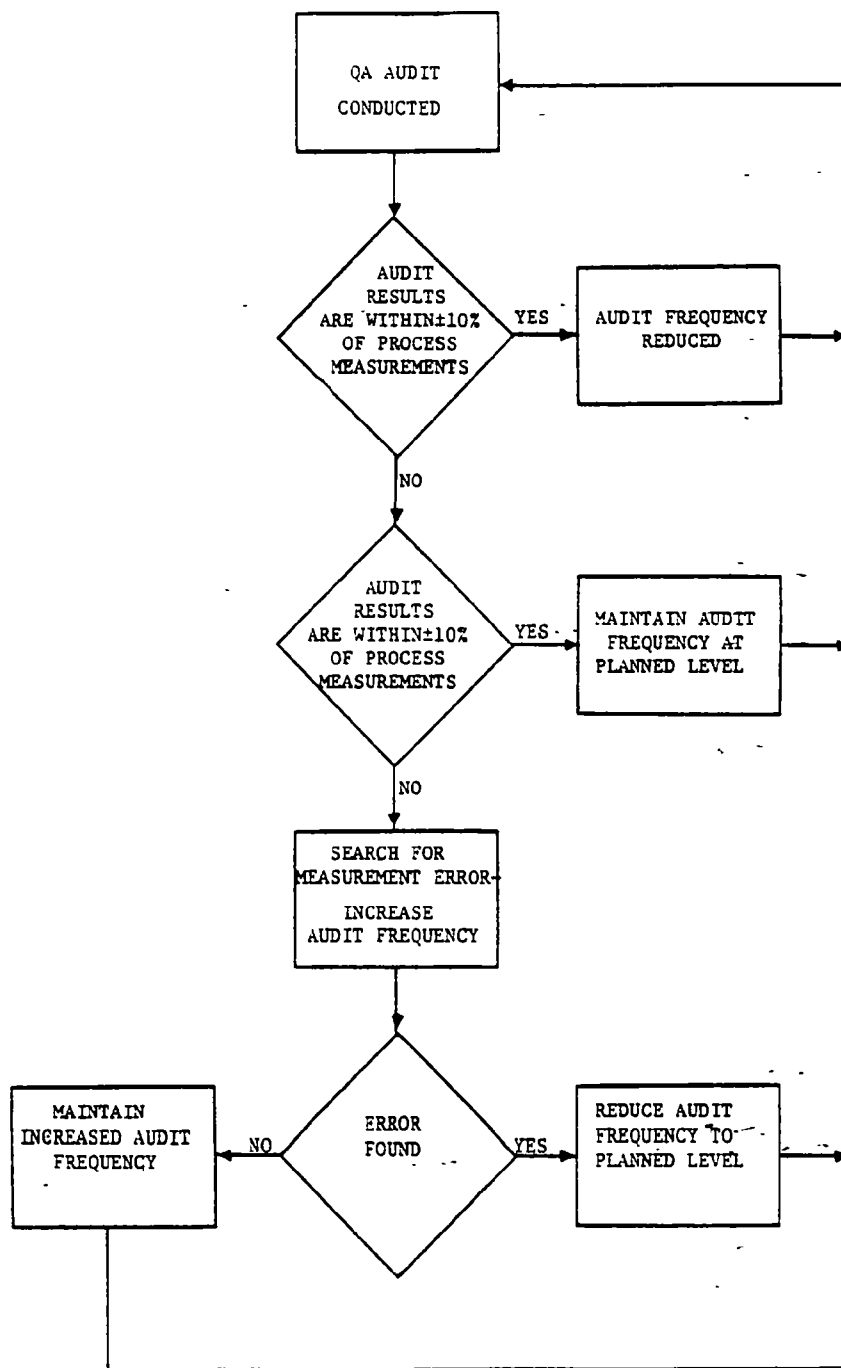 QA AUDIT
CONDUCTED
AUDIT
RESULTS
ARE WITHIN±10%
OF PROCESS
MEASUREMENTS
YES
AUDIT FREQUENCY
REDUCED
NO
AUDIT
RESULTS
ARE WITHIN±10%
OF PROCESS
MEASUREMENTS
YES
MAINTAIN AUDIT
FREQUENCY AT
PLANNED LEVEL
NO
SEARCH FOR
MEASUREMENT ERROR-
INCREASE
AUDIT FREQUENCY
MAINTAIN
INCREASED AUDIT
FREQUENCY
NO
ERROR
FOUND
YES
REDUCE AUDIT
FREQUENCY TO
PLANNED LEVEL